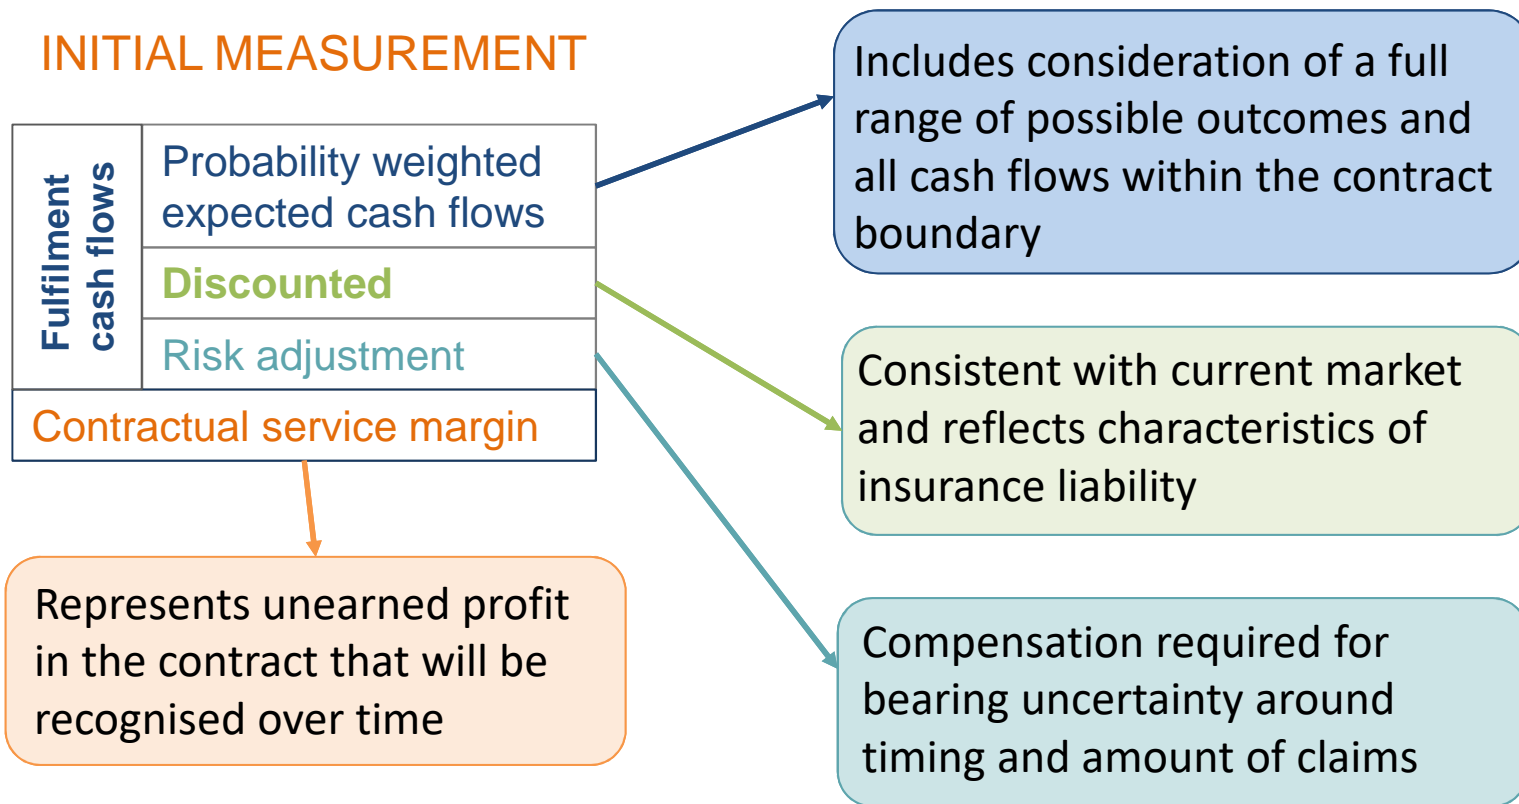 INITIAL MEASUREMENT
Fulfilment
cash flows
Probability weighted
expected cash flows
Discounted
Risk adjustment
Contractual service margin
Includes consideration of a full
range of possible outcomes and
all cash flows within the contract
boundary
Consistent with current market
and reflects characteristics of
insurance liability
Compensation required for
bearing uncertainty around
timing and amount of claims
Represents unearned profit
in the contract that will be
recognised over time